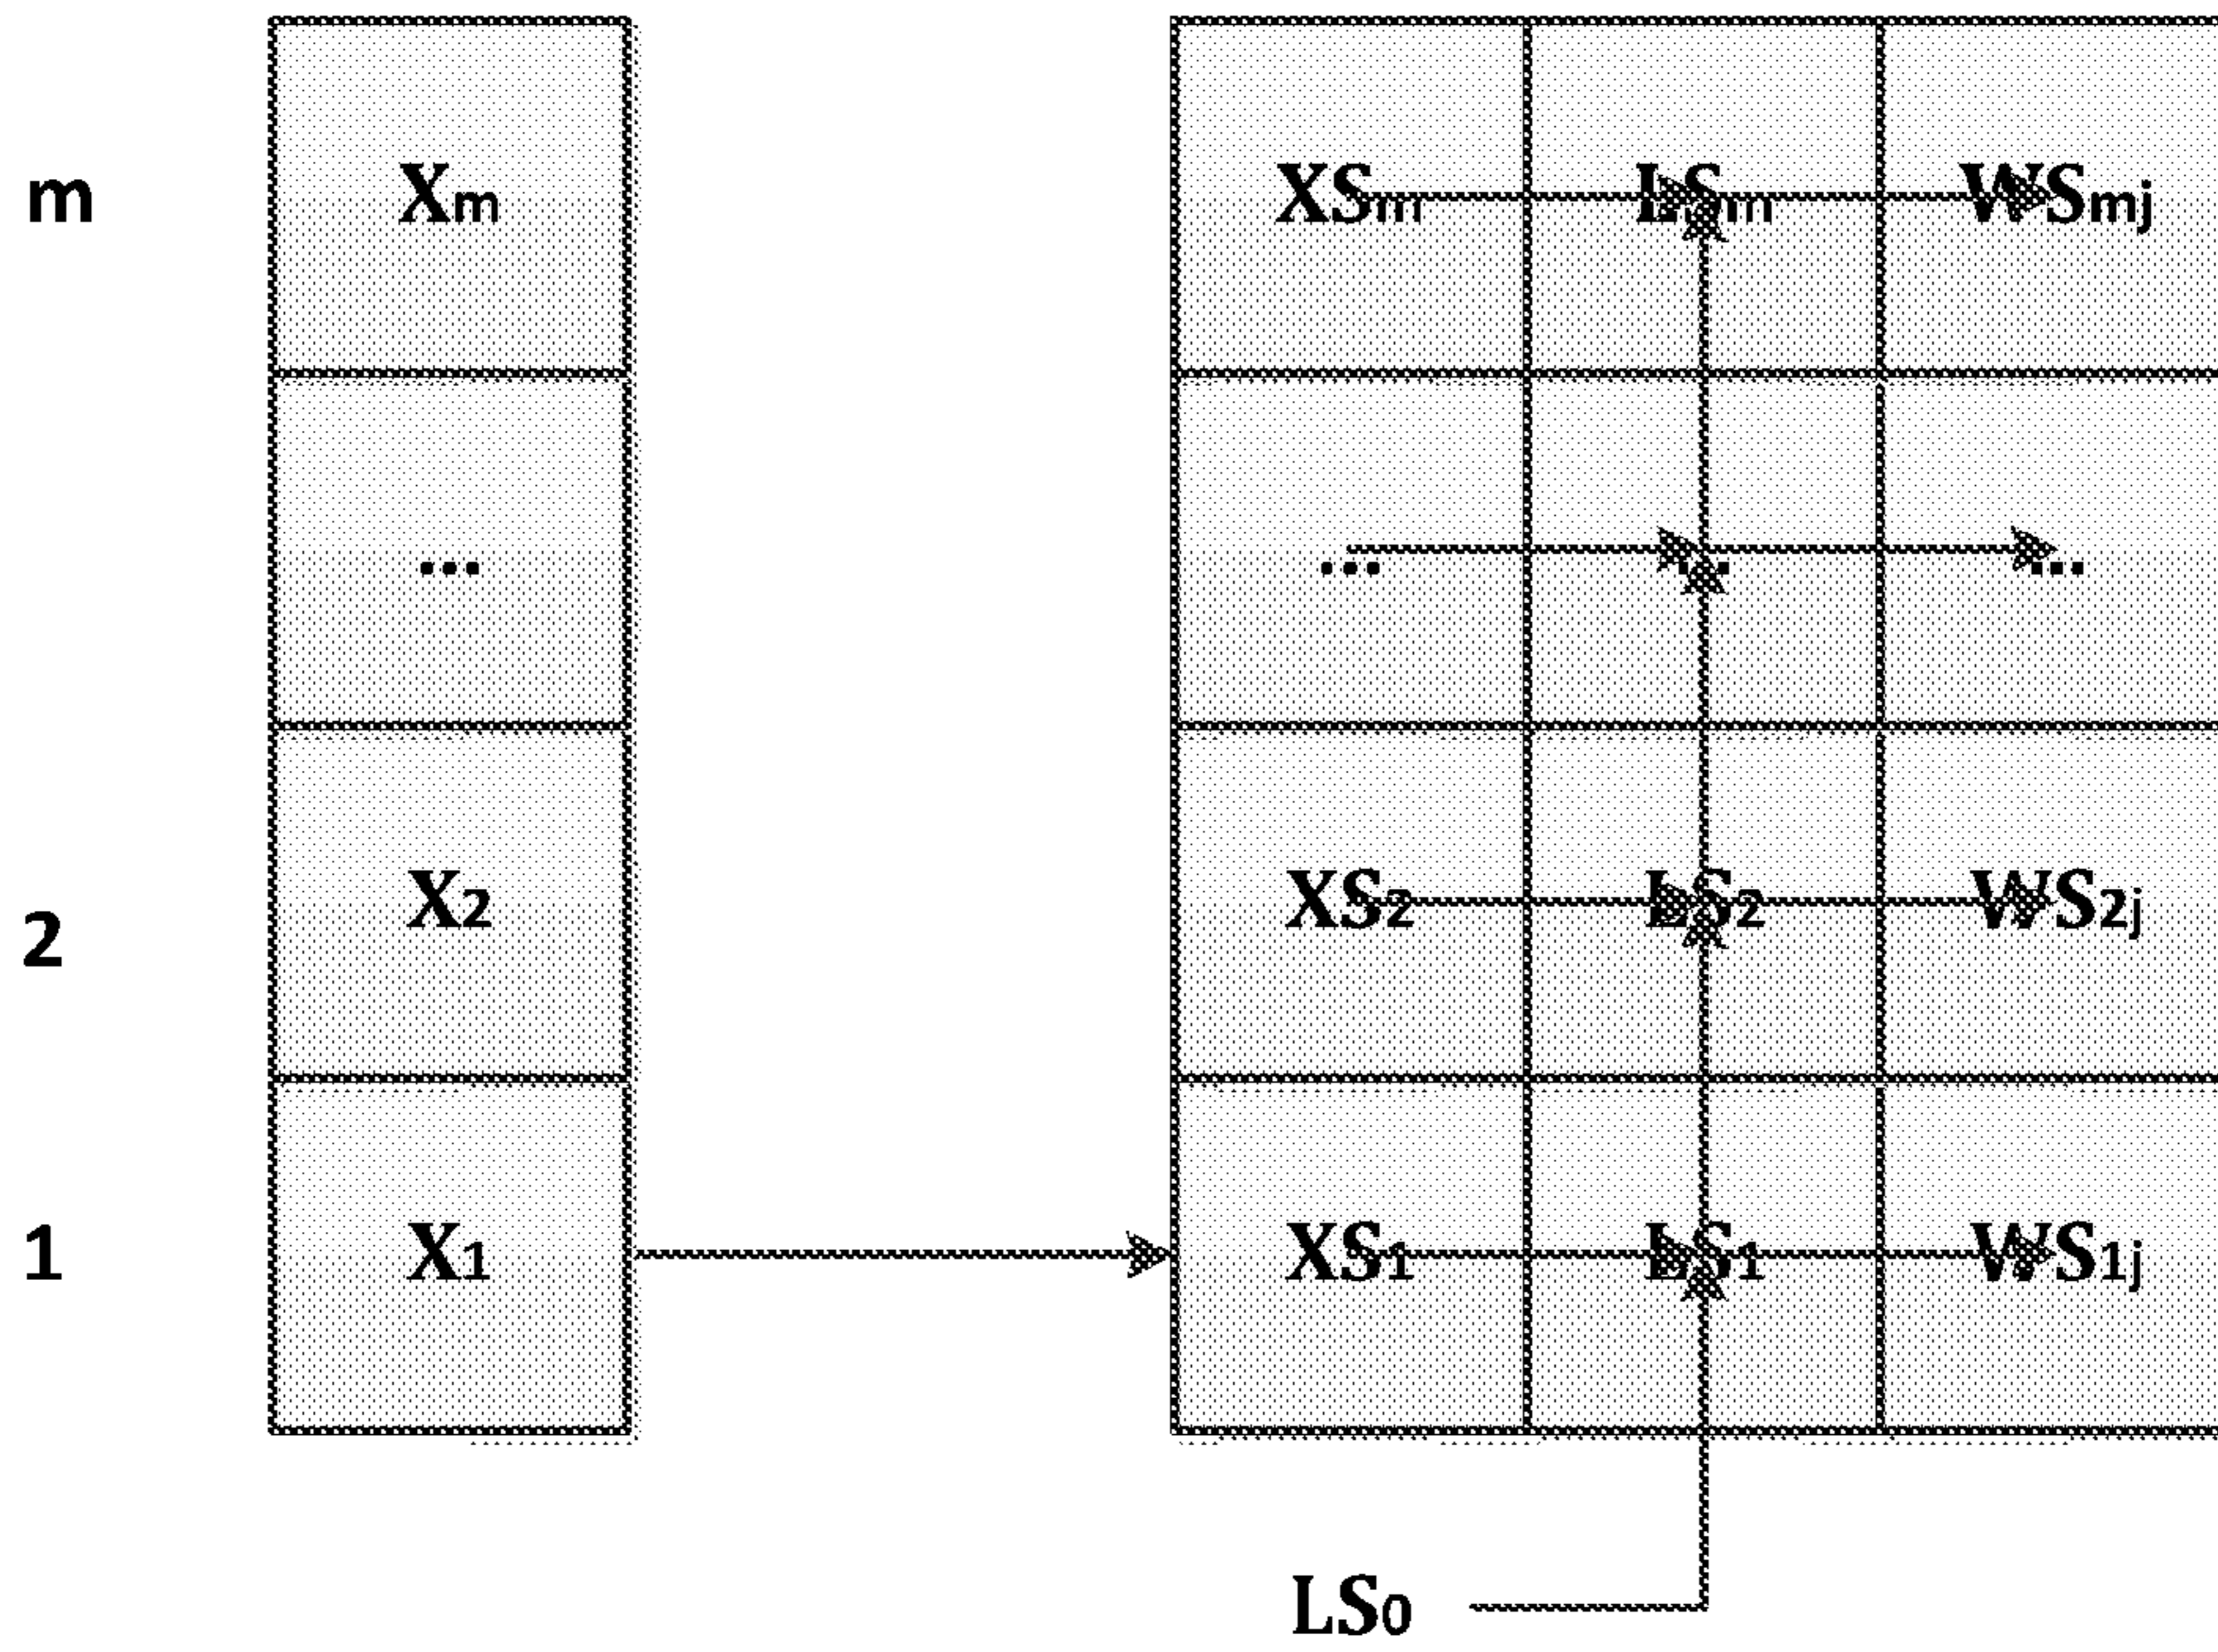 m Xm XSm LSm WSmj
... ... ... ...
2 X2 XS2 LS2 WS2j
1 X1 XS1 LS1 WS1j
LS0